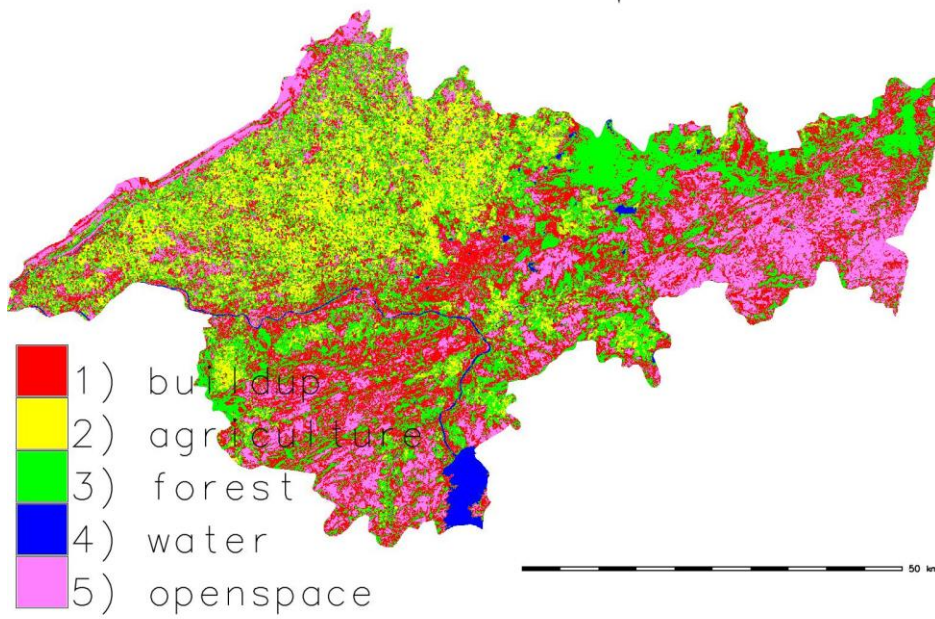 1) buildup
2) agriculture
3) forest
4) water
5) openspace
50 km